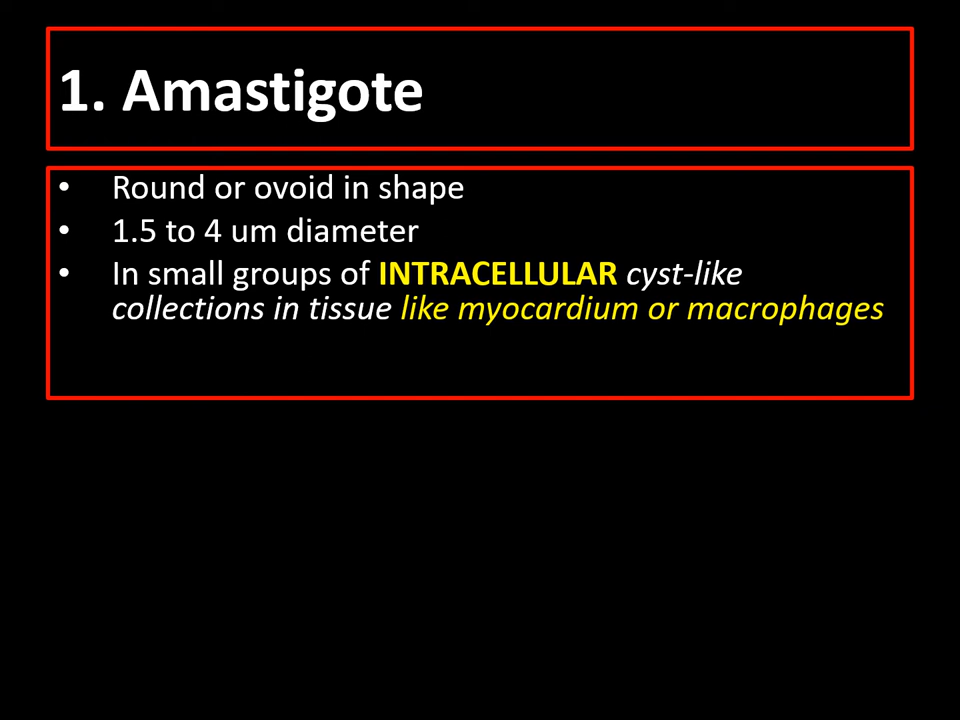 1. Amastigote
• Round or ovoid in shape
• 1.5 to 4 um diameter
• In small groups of INTRACELLULAR cyst-like
collections in tissue like myocardium or macrophages